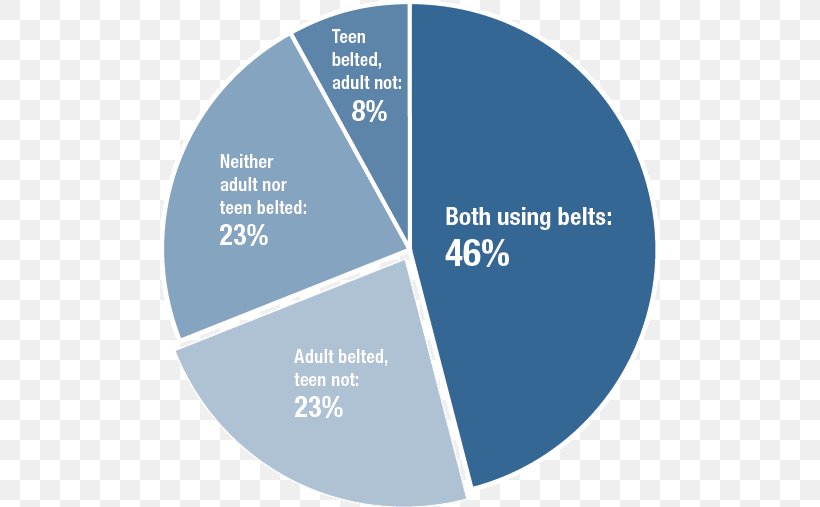 Teen
belted,
adult not:
8%
Both using belts:
46%
Neither
adult nor
teen belted:
23%
Adult belted,
teen not:
23%